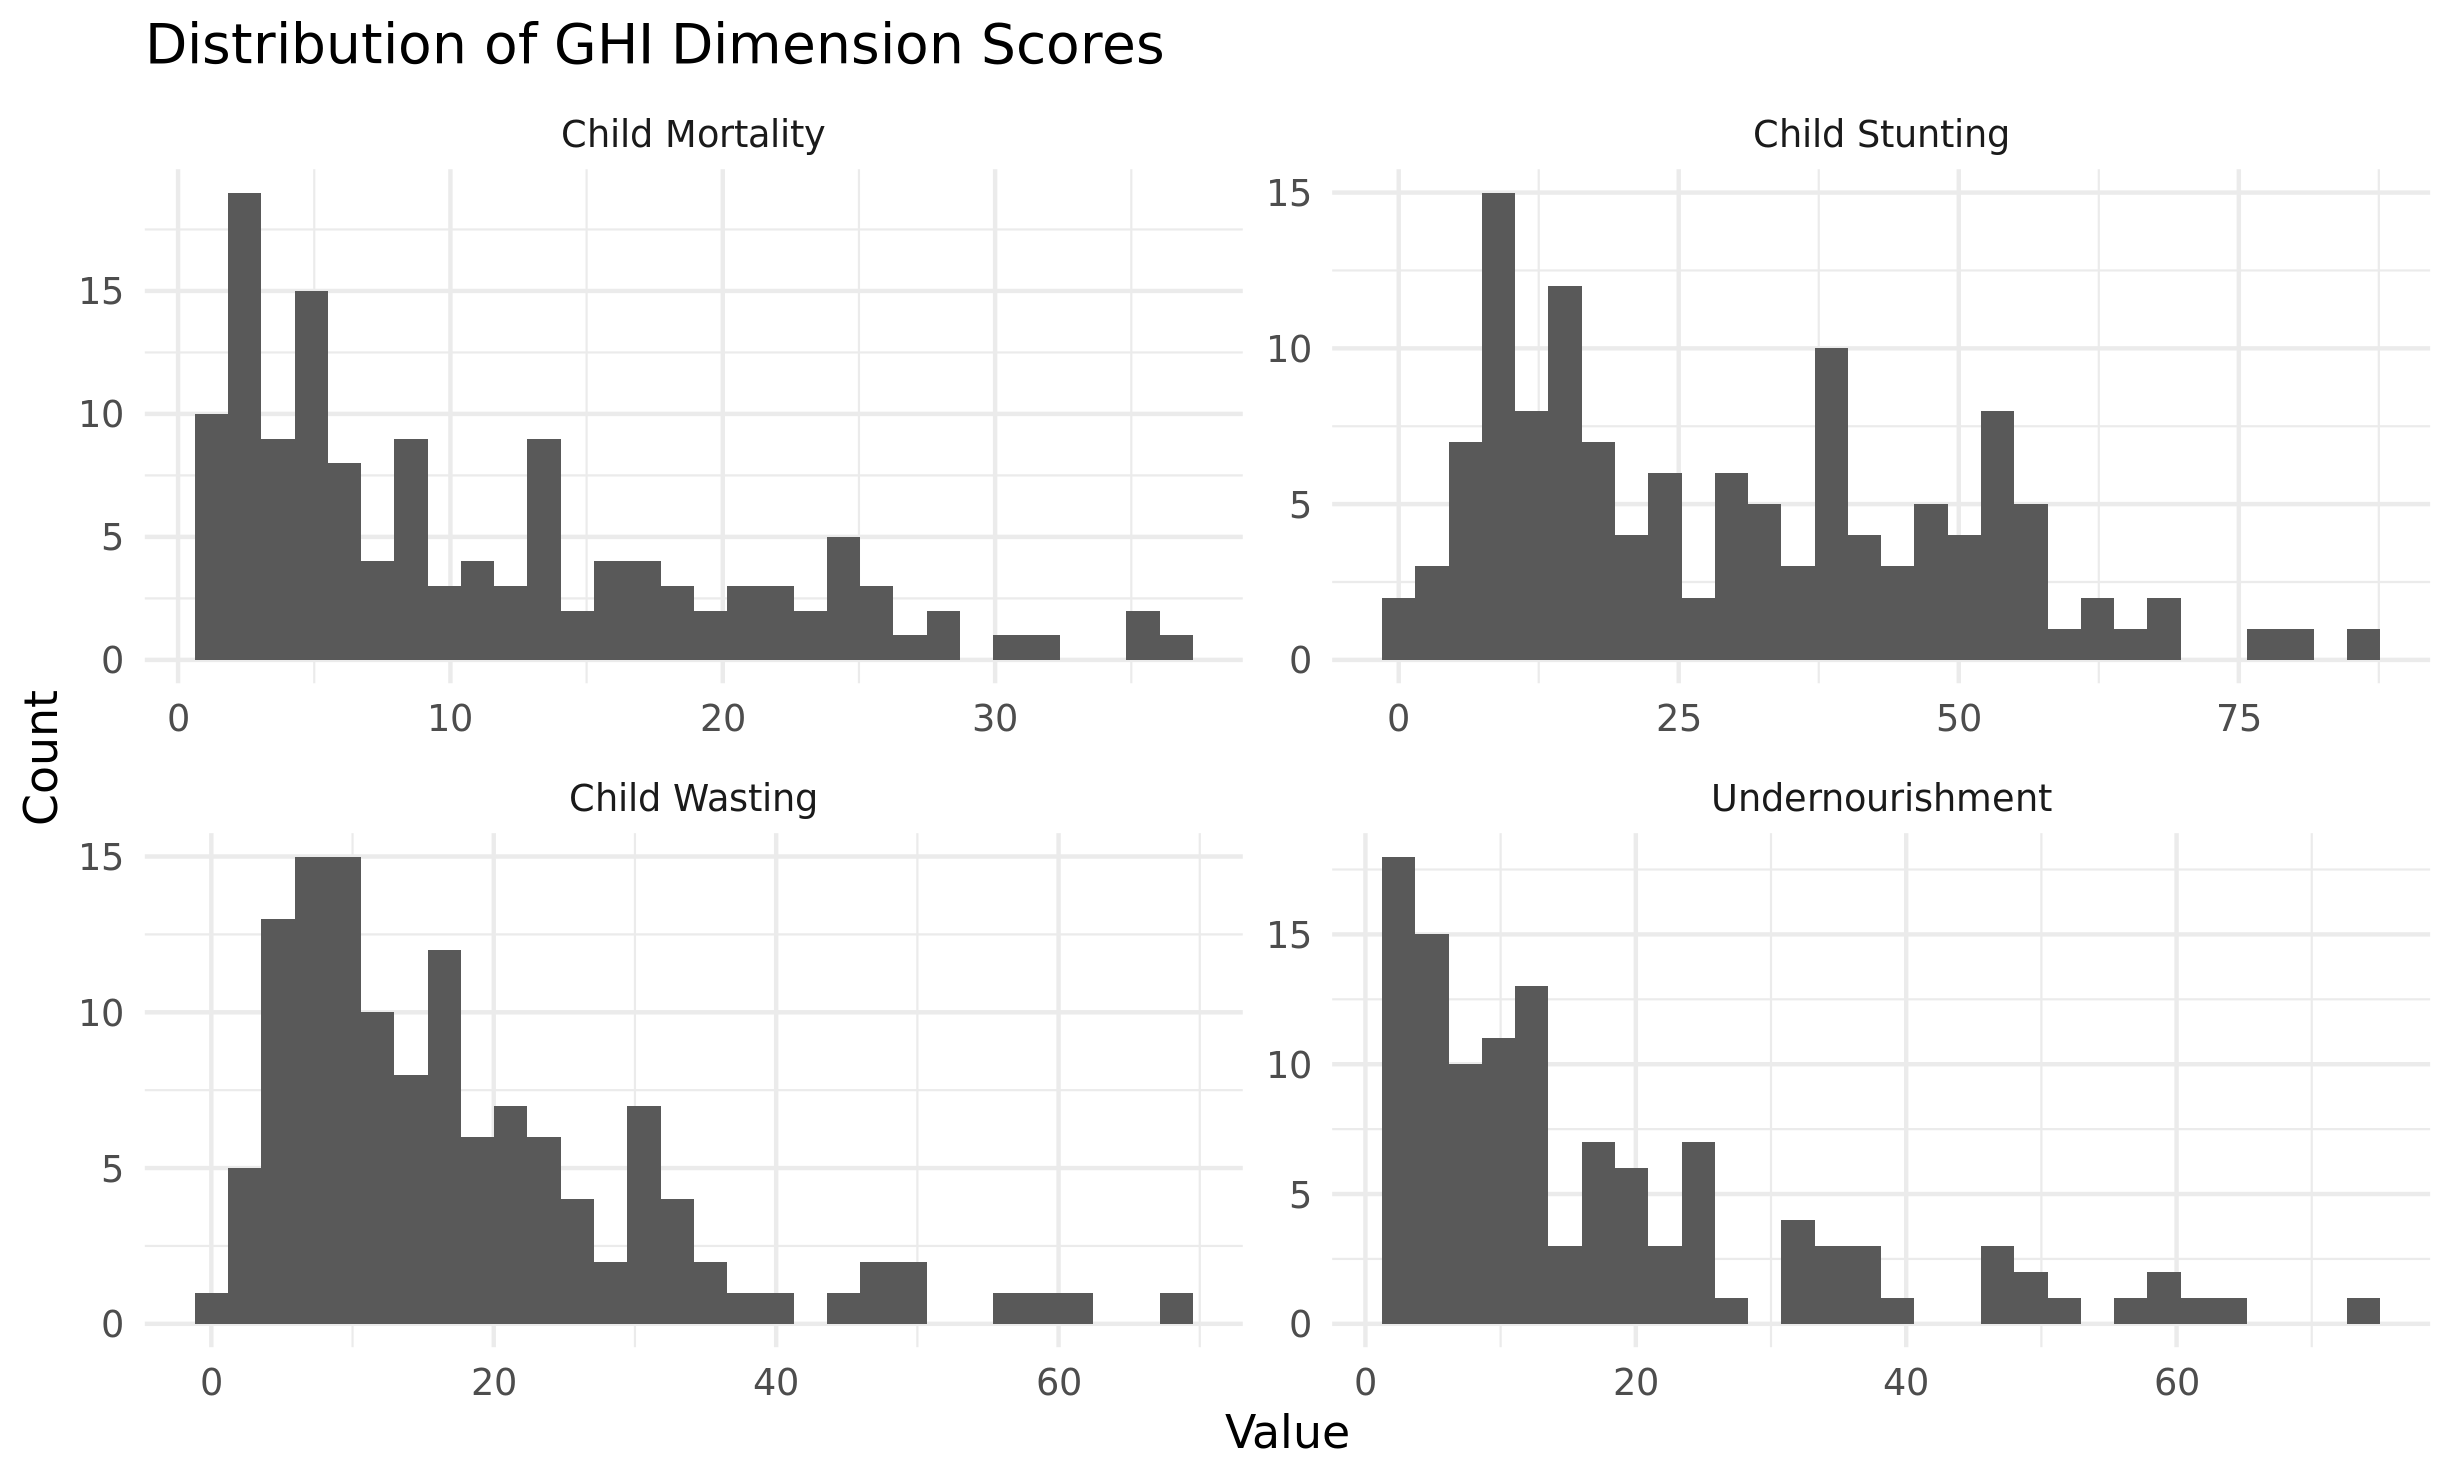 Distribution of GHI Dimension Scores
Child Mortality
15
10
5
0
0 10 20 30
Child Stunting
15
10
5
0
0 25 50 75
Count
Child Wasting
15
10
5
0
0 20 40 60
Undernourishment
15
10
5
0
0 20 40 60
Value